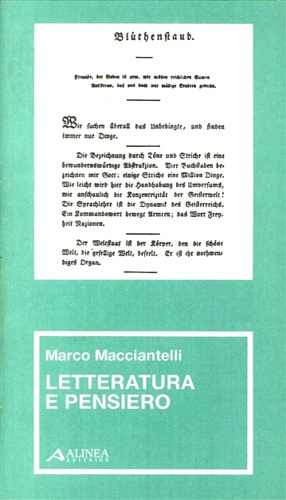 Blüthenstaub.
Freunde, der Boden ist arm, wir müssen reichlichen Samen
Ausstreun, daß uns doch nur mäßige Erndten gedeihn.
Wir suchen überall das Unbedingte, und finden
immer nur Dinge.
Die Bezeichnung durch Töne und Striche ist eine
bewundernswürdige Abstrakzion. Vier Buchstaben be-
zeichnen mir Gott; einige Striche eine Million Dinge.
Wie leicht wird hier die Handhabung des Universums,
wie anschaulich die Konzentrizität der Geisterwelt!
Die Sprachlehre ist die Dynamik des Geisterreichs.
Ein Kommandowort bewegt Armeen; das Wort Frey-
heit Nazionen.
Der Weltstaat ist der Körper, den die schöne
Welt, die gesellige Welt, beseelt. Er ist ihr nothwen-
diges Organ.
Marco Macciantelli
LETTERATURA
E PENSIERO
ALINEA
EDITRICE